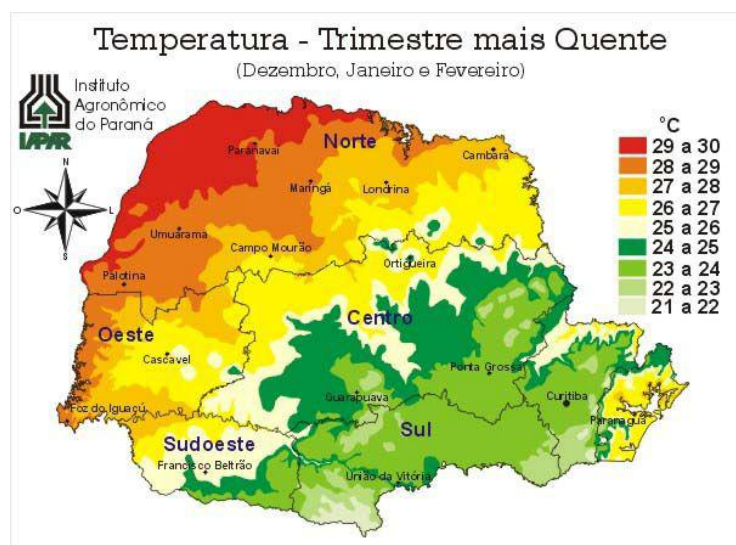 Temperatura - Trimestre mais Quente
(Dezembro, Janeiro e Fevereiro)
Instituto
Agronômico
do Paraná
IAPAR
N
O
L
S
°C
29 a 30
28 a 29
27 a 28
26 a 27
25 a 26
24 a 25
23 a 24
22 a 23
21 a 22
Norte
Paranavaí
Cambará
Maringá
Londrina
Umuarama
Campo Mourão
Ortigueira
Palotina
Oeste
Centro
Cascavel
Ponta Grossa
Guarapuava
Curitiba
Foz do Iguaçú
Paranaguá
Sudoeste
Sul
Francisco Beltrão
União da Vitória